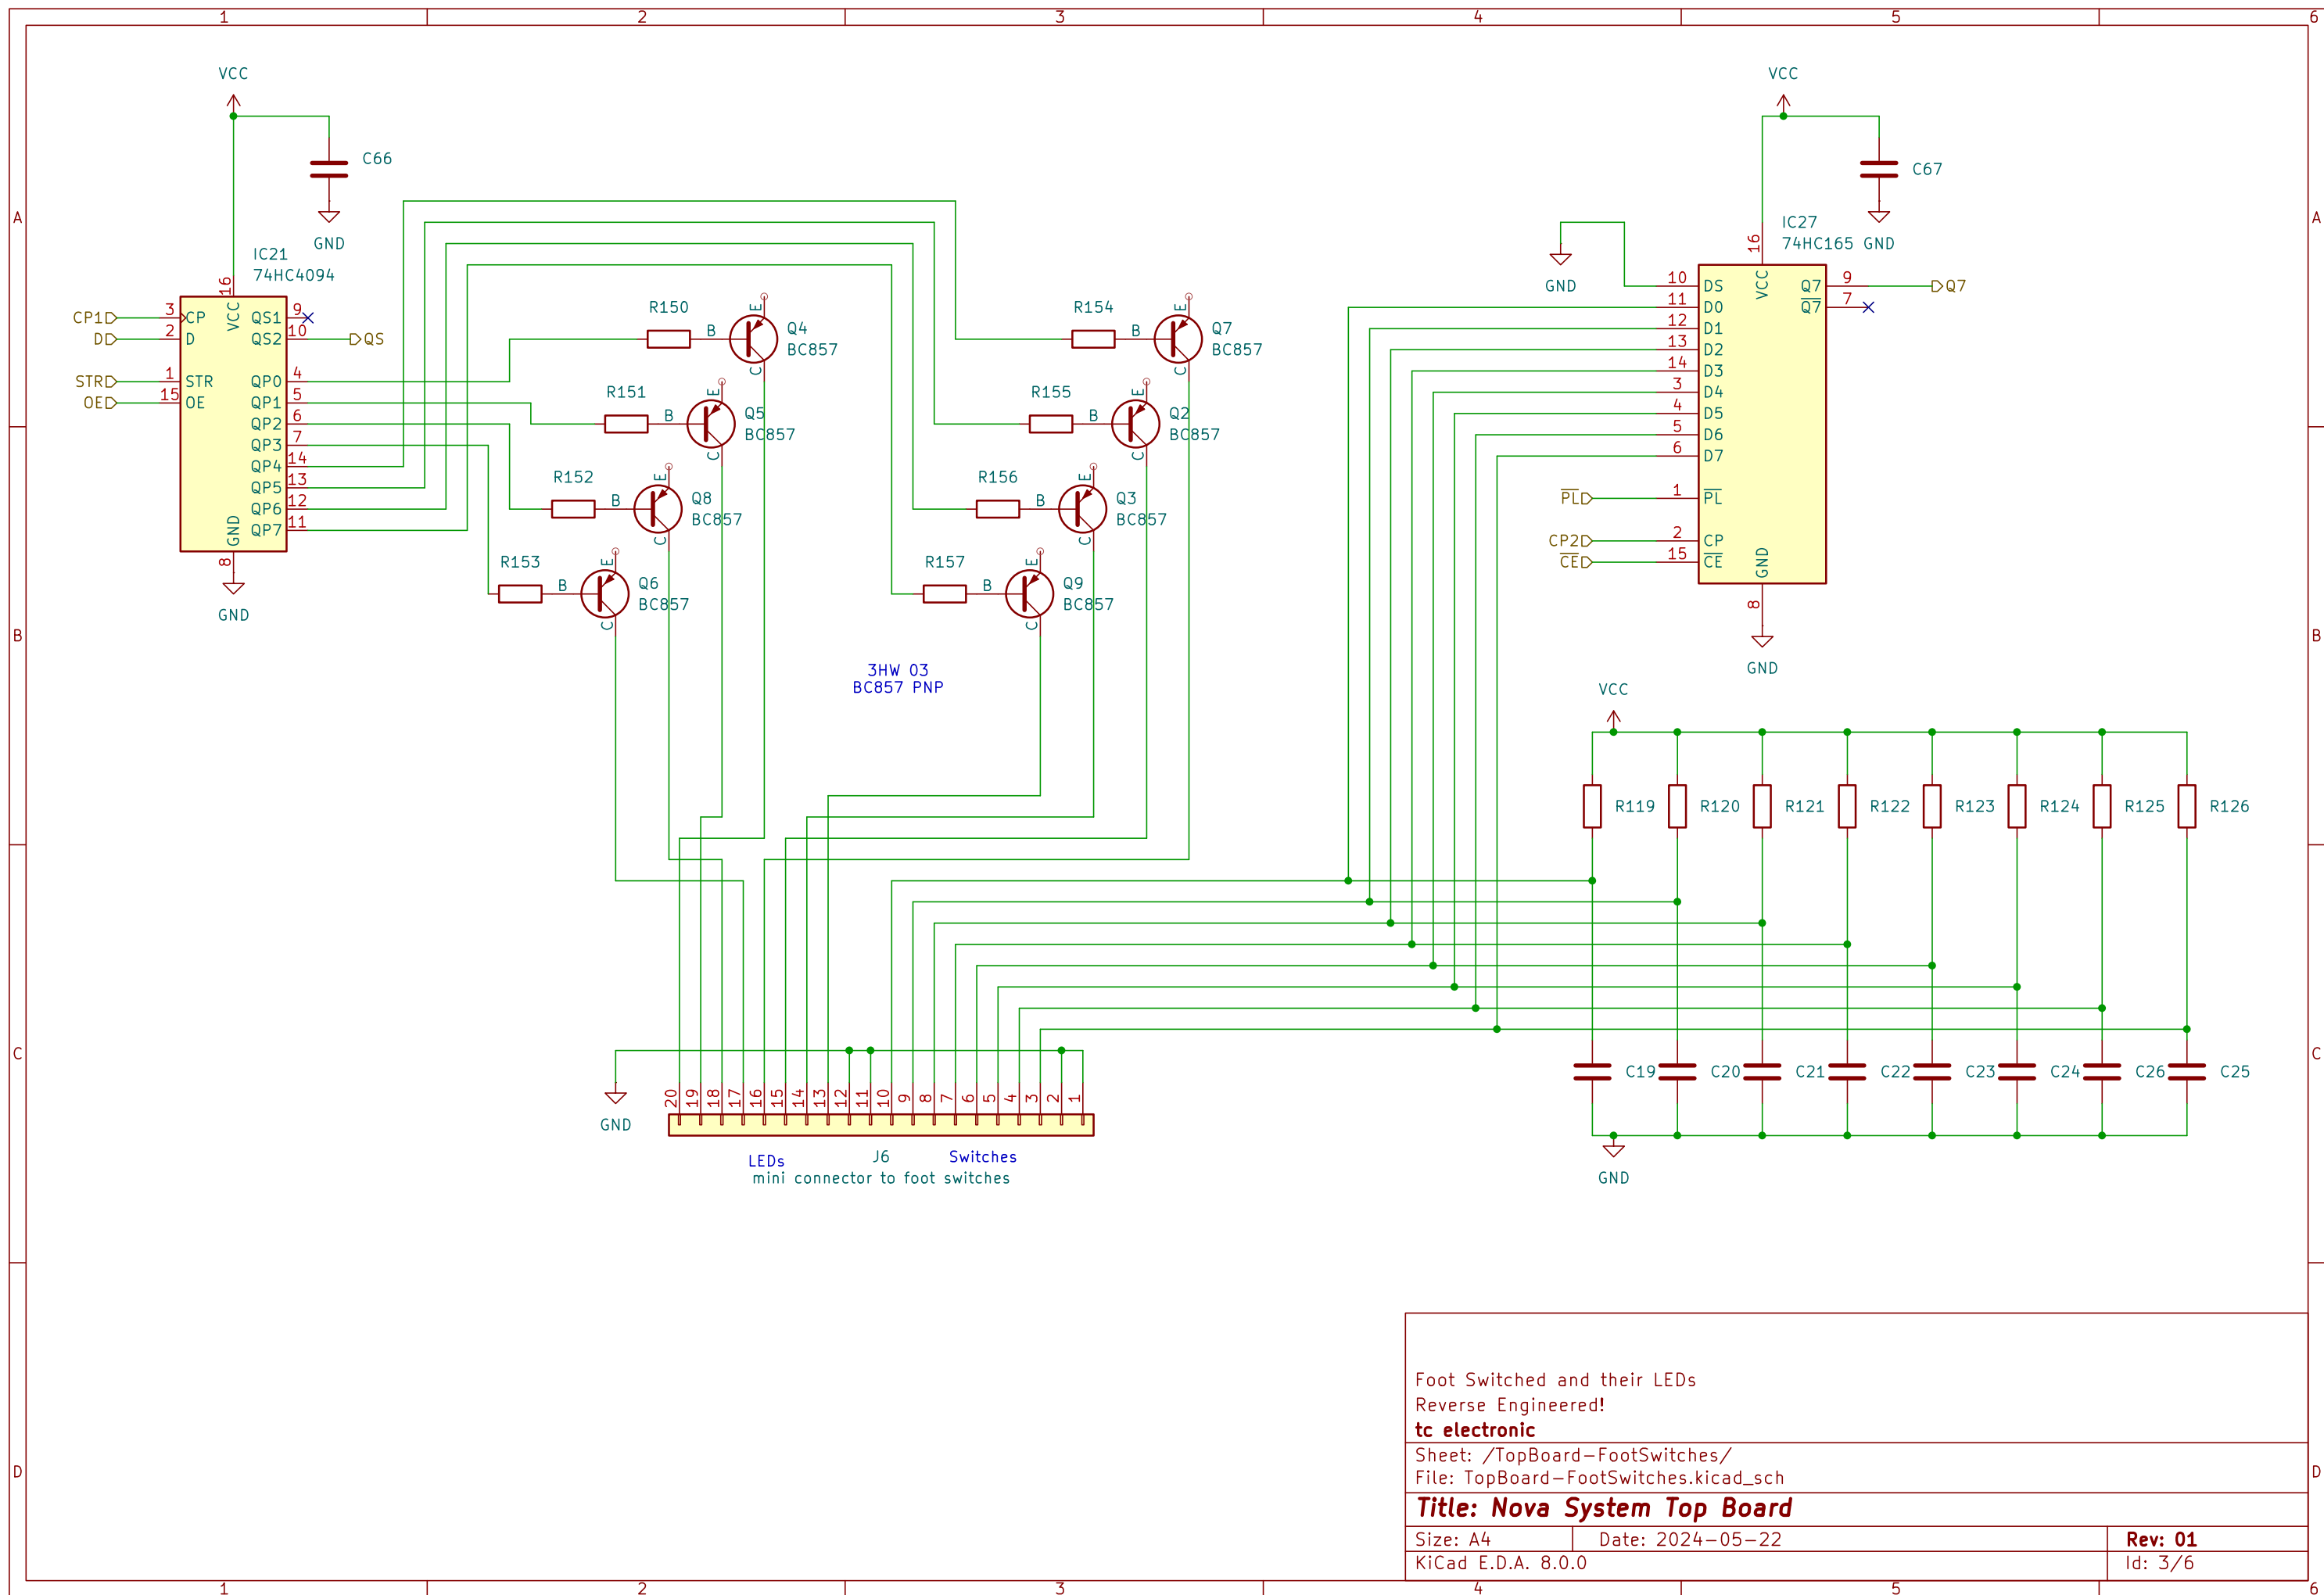 1 2 3 4 5 6
A
B
C
D
A
B
C
D
VCC
C66
GND
IC21
74HC4094
16
VCC
CP1 3 CP
D 2 D
STR 1 STR
OE 15 OE
QS1 9
QS2 10 QS
QP0 4
QP1 5
QP2 6
QP3 7
QP4 14
QP5 13
QP6 12
QP7 11
GND
8
GND
R150 B E C Q4
BC857
R151 B E C Q5
BC857
R152 B E C Q8
BC857
R153 B E C Q6
BC857
R154 B E C Q7
BC857
R155 B E C Q2
BC857
R156 B E C Q3
BC857
R157 B E C Q9
BC857
3HW 03
BC857 PNP
VCC
C67
GND
IC27
74HC165
GND
16
VCC
10 DS
11 D0
12 D1
13 D2
14 D3
3 D4
4 D5
5 D6
6 D7
PL 1 PL
CP2 2 CP
CE 15 CE
Q7 9 Q7
Q7 7
GND
8
GND
VCC
R119 R120 R121 R122 R123 R124 R125 R126
C19 C20 C21 C22 C23 C24 C26 C25
GND
GND
20 19 18 17 16 15 14 13 12 11 10 9 8 7 6 5 4 3 2 1
LEDs J6 Switches
mini connector to foot switches
Foot Switched and their LEDs
Reverse Engineered!
tc electronic
Sheet: /TopBoard-FootSwitches/
File: TopBoard-FootSwitches.kicad_sch
Title: Nova System Top Board
Size: A4 Date: 2024-05-22 Rev: 01
KiCad E.D.A. 8.0.0 Id: 3/6
1 2 3 4 5 6